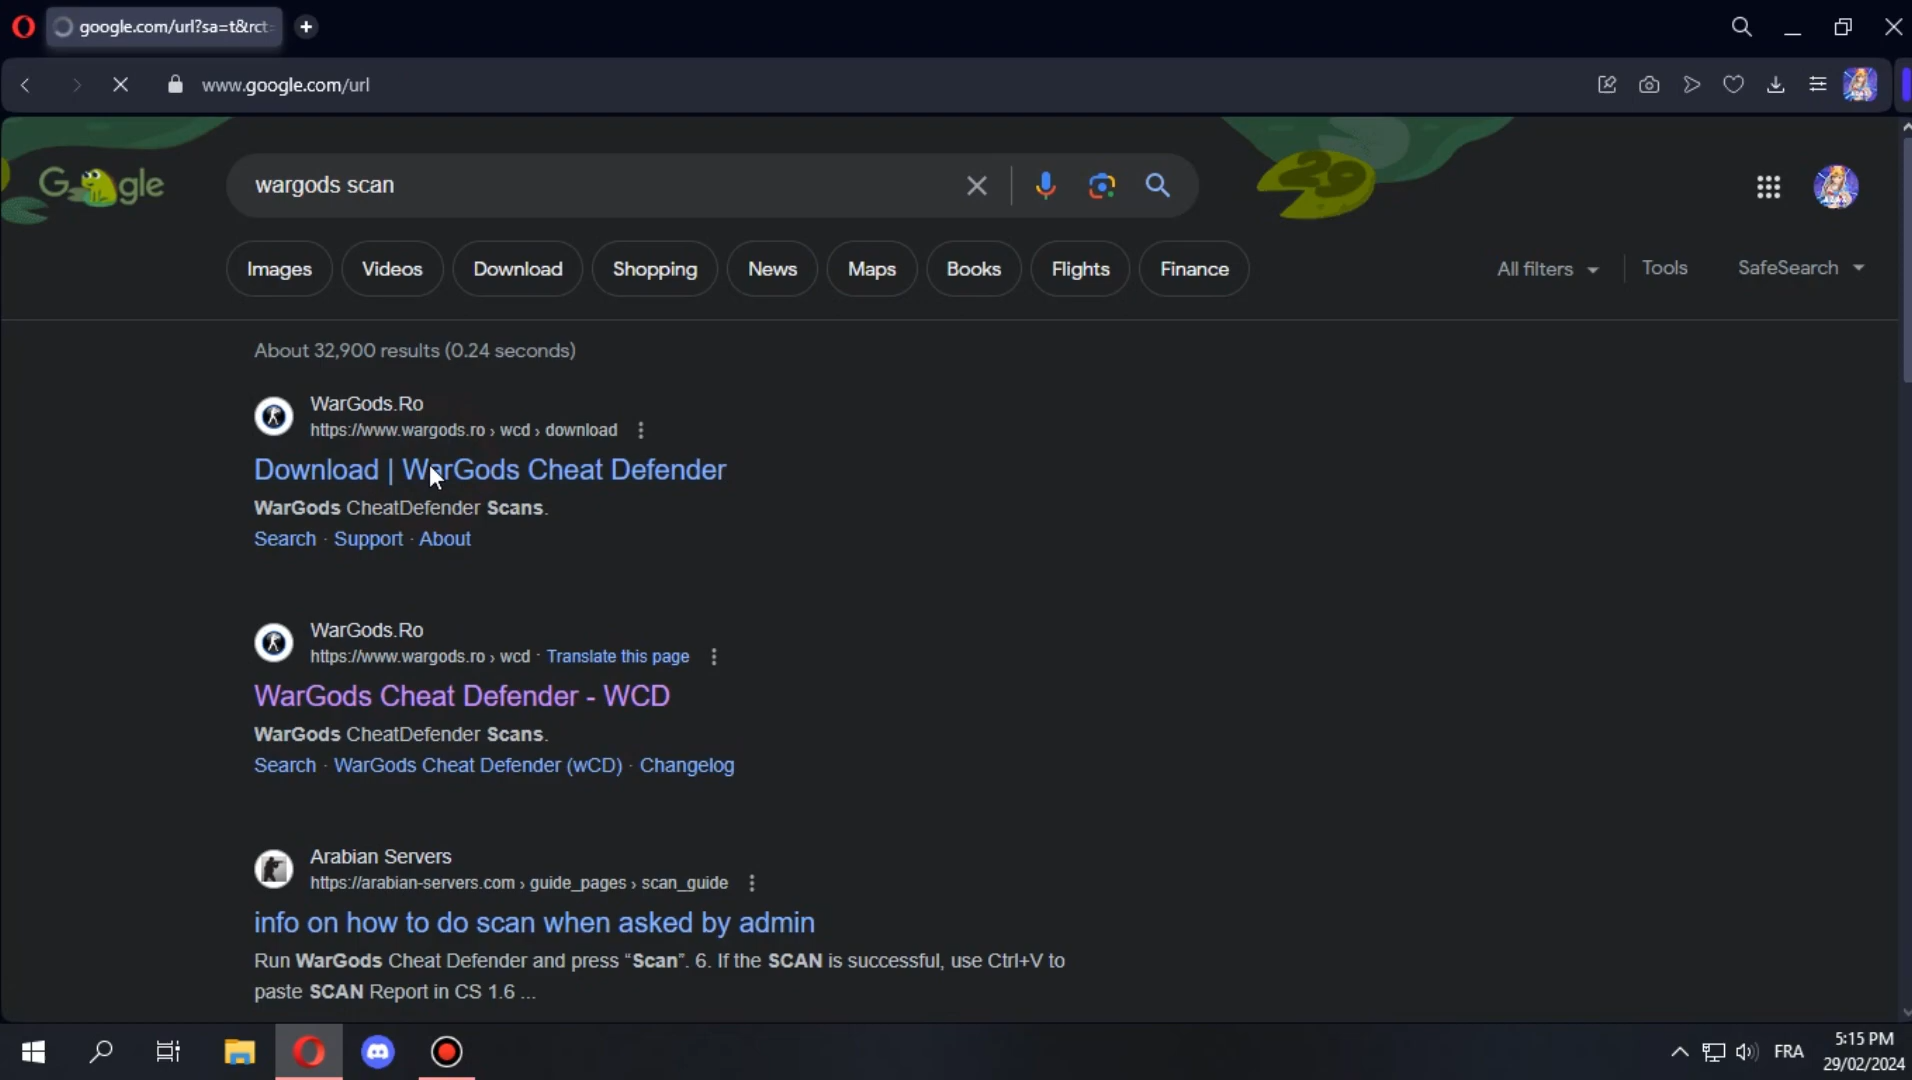 google.com/url?sa=t&rct=
www.google.com/url
Google
wargods scan
29
Images
Videos
Download
Shopping
News
Maps
Books
Flights
Finance
All filters
Tools
SafeSearch
About 32,900 results (0.24 seconds)
WarGods.Ro
https://www.wargods.ro › wcd › download
Download | WarGods Cheat Defender
WarGods CheatDefender Scans.
Search · Support · About
WarGods.Ro
https://www.wargods.ro › wcd · Translate this page
WarGods Cheat Defender - WCD
WarGods CheatDefender Scans.
Search · WarGods Cheat Defender (wCD) · Changelog
Arabian Servers
https://arabian-servers.com › guide_pages › scan_guide
info on how to do scan when asked by admin
Run WarGods Cheat Defender and press “Scan”. 6. If the SCAN is successful, use Ctrl+V to
paste SCAN Report in CS 1.6 ...
FRA
5:15 PM
29/02/2024